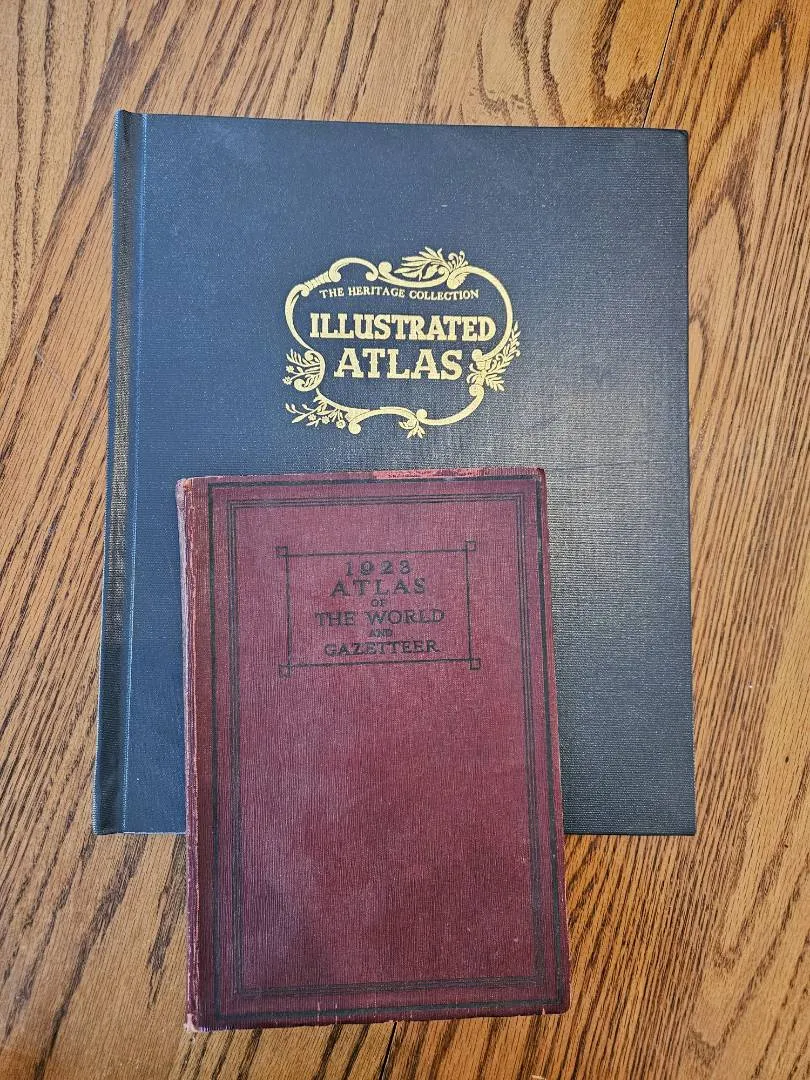 THE HERITAGE COLLECTION
ILLUSTRATED
ATLAS
1923
ATLAS
OF
THE WORLD
AND
GAZETTEER